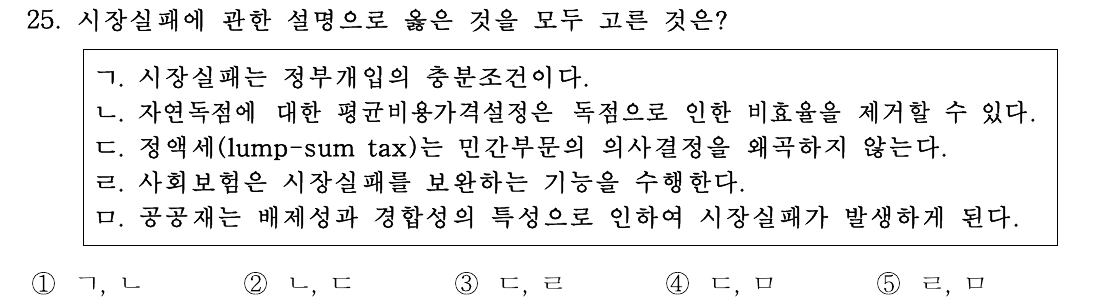 25. 시장실패에 관한 설명으로 옳은 것을 모두 고른 것은?
ㄱ. 시장실패는 정부개입의 충분조건이다.
ㄴ. 자연독점에 대한 평균비용가격설정은 독점으로 인한 비효율을 제거할 수 있다.
ㄷ. 정액세(lump-sum tax)는 민간부문의 의사결정을 왜곡하지 않는다.
ㄹ. 사회보험은 시장실패를 보완하는 기능을 수행한다.
ㅁ. 공공재는 배제성과 경합성의 특성으로 인하여 시장실패가 발생하게 된다.
① ㄱ, ㄴ ② ㄴ, ㄷ ③ ㄷ, ㄹ ④ ㄷ, ㅁ ⑤ ㄹ, ㅁ